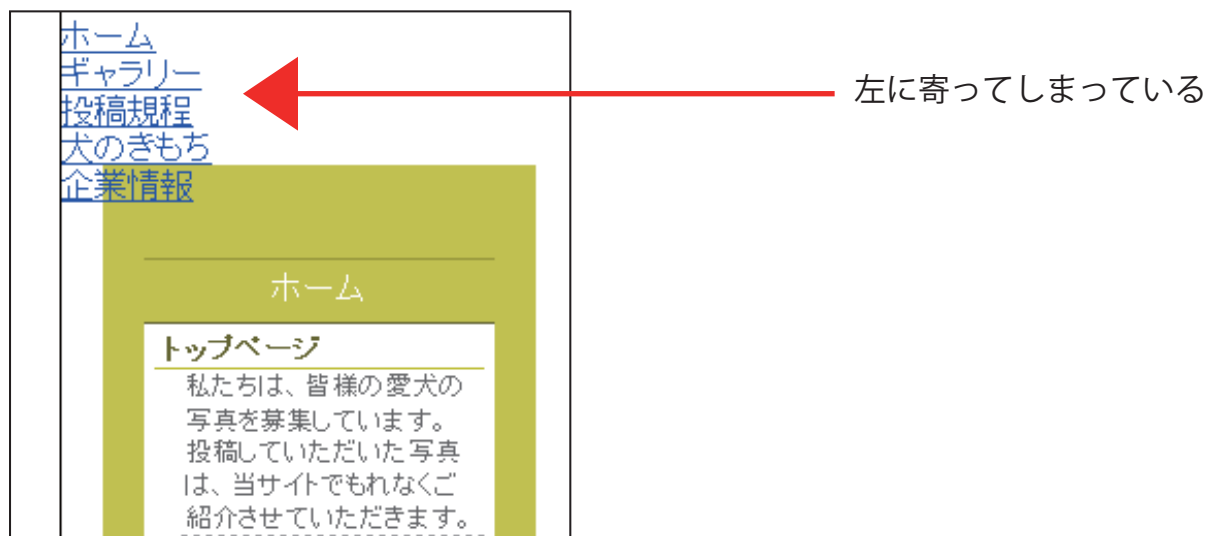 ホーム
ギャラリー
投稿規程
犬のきもち
企業情報
左に寄ってしまっている
ホーム
トップページ
私たちは、皆様の愛犬の
写真を募集しています。
投稿していただいた写真
は、当サイトでもれなくご
紹介させていただきます。